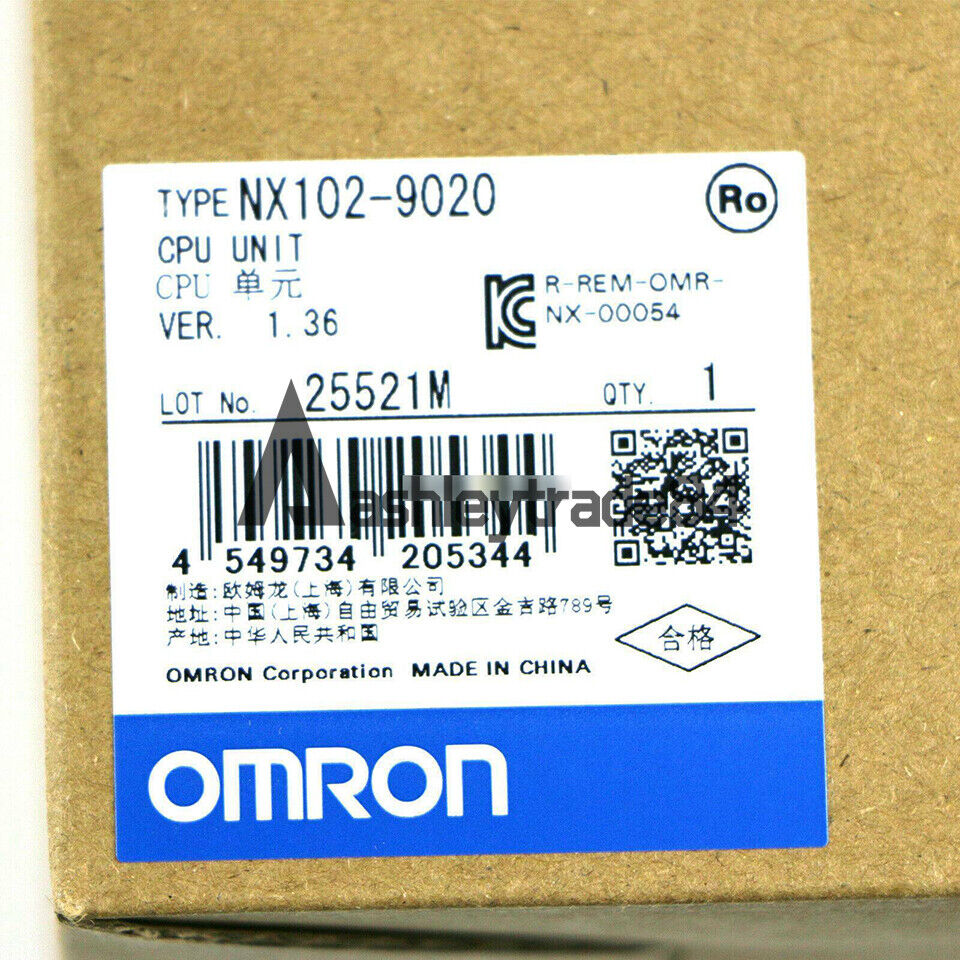 TYPE NX102-9020
Ro
CPU UNIT
CPU 单元
R-REM-OMR-
NX-00054
VER. 1.36
LOT No. 25521M QTY. 1
Aashleytrade04
4 549734 205344
制造:欧姆龙(上海)有限公司
地址:中国(上海)自由贸易试验区金吉路789号
产地:中华人民共和国
合格
OMRON Corporation MADE IN CHINA
OMRON